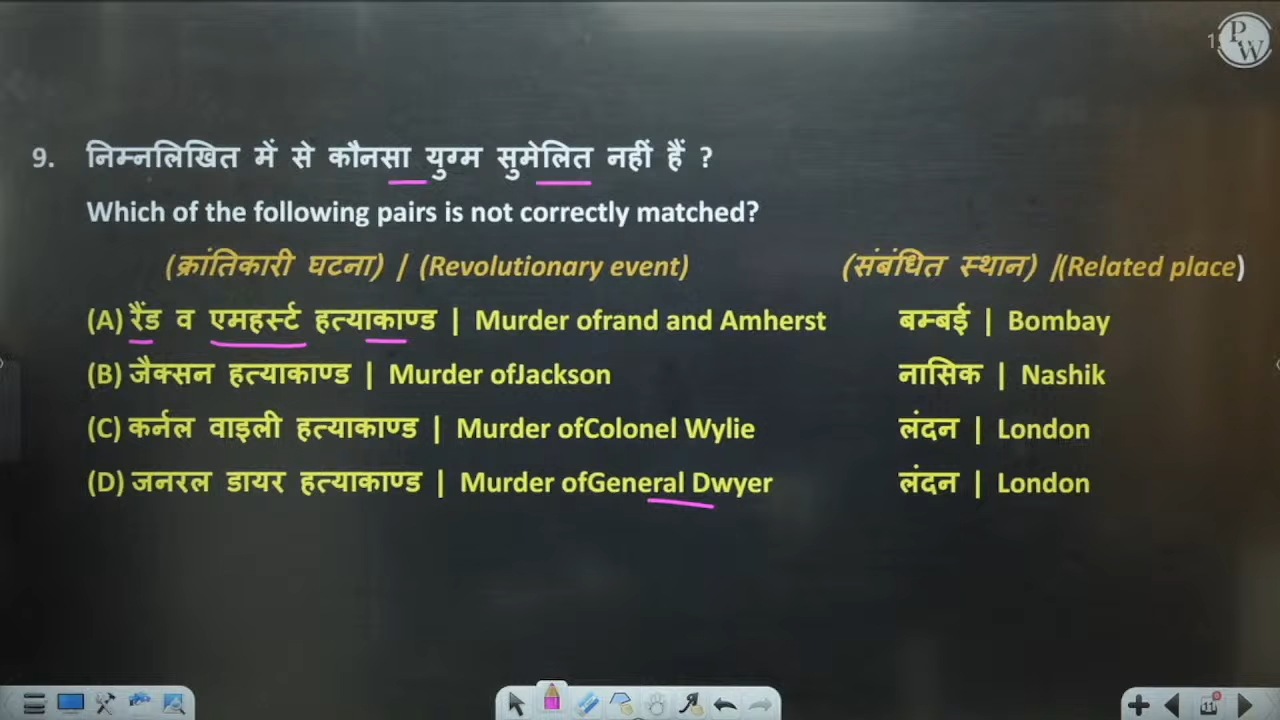 PW
9. निम्नलिखित में से कौनसा युग्म सुमेलित नहीं हैं ?
Which of the following pairs is not correctly matched?
(क्रांतिकारी घटना) / (Revolutionary event) (संबंधित स्थान) /(Related place)
(A) रैंड व एमहर्स्ट हत्याकाण्ड | Murder ofrand and Amherst बम्बई | Bombay
(B) जैक्सन हत्याकाण्ड | Murder ofJackson नासिक | Nashik
(C) कर्नल वाइली हत्याकाण्ड | Murder ofColonel Wylie लंदन | London
(D) जनरल डायर हत्याकाण्ड | Murder ofGeneral Dwyer लंदन | London
11